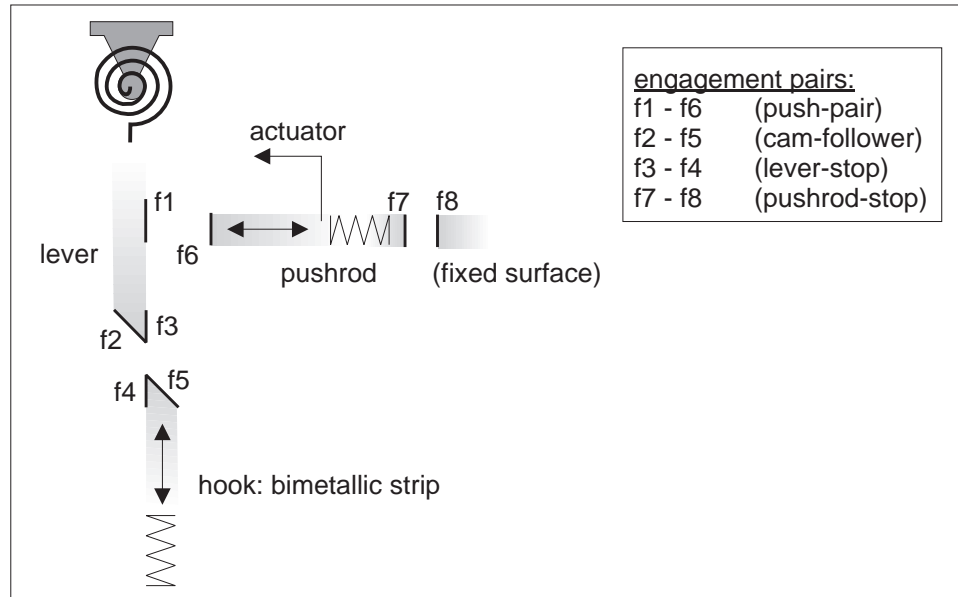 engagement pairs:
f1 - f6 (push-pair)
f2 - f5 (cam-follower)
f3 - f4 (lever-stop)
f7 - f8 (pushrod-stop)
actuator
f1
f7
f8
lever
f6
pushrod
(fixed surface)
f2
f3
f4
f5
hook: bimetallic strip